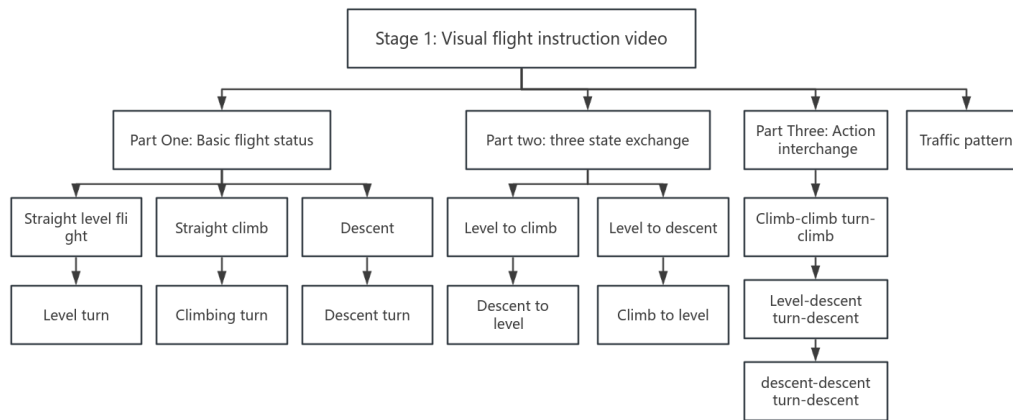 Stage 1: Visual flight instruction video
Part One: Basic flight status
Part two: three state exchange
Part Three: Action
interchange
Traffic pattern
Straight level fli
ght
Straight climb
Descent
Level to climb
Level to descent
Climb-climb turn-
climb
Level turn
Climbing turn
Descent turn
Descent to
level
Climb to level
Level-descent
turn-descent
descent-descent
turn-descent